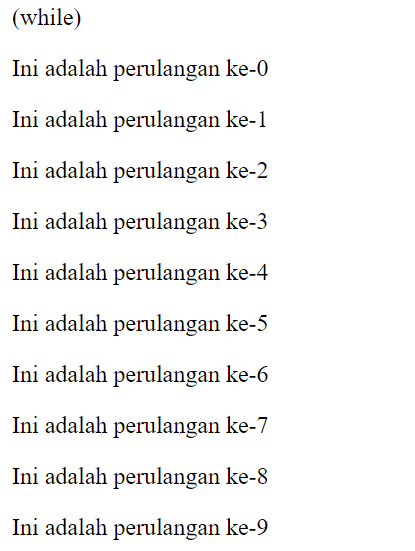 (while)
Ini adalah perulangan ke-0
Ini adalah perulangan ke-1
Ini adalah perulangan ke-2
Ini adalah perulangan ke-3
Ini adalah perulangan ke-4
Ini adalah perulangan ke-5
Ini adalah perulangan ke-6
Ini adalah perulangan ke-7
Ini adalah perulangan ke-8
Ini adalah perulangan ke-9